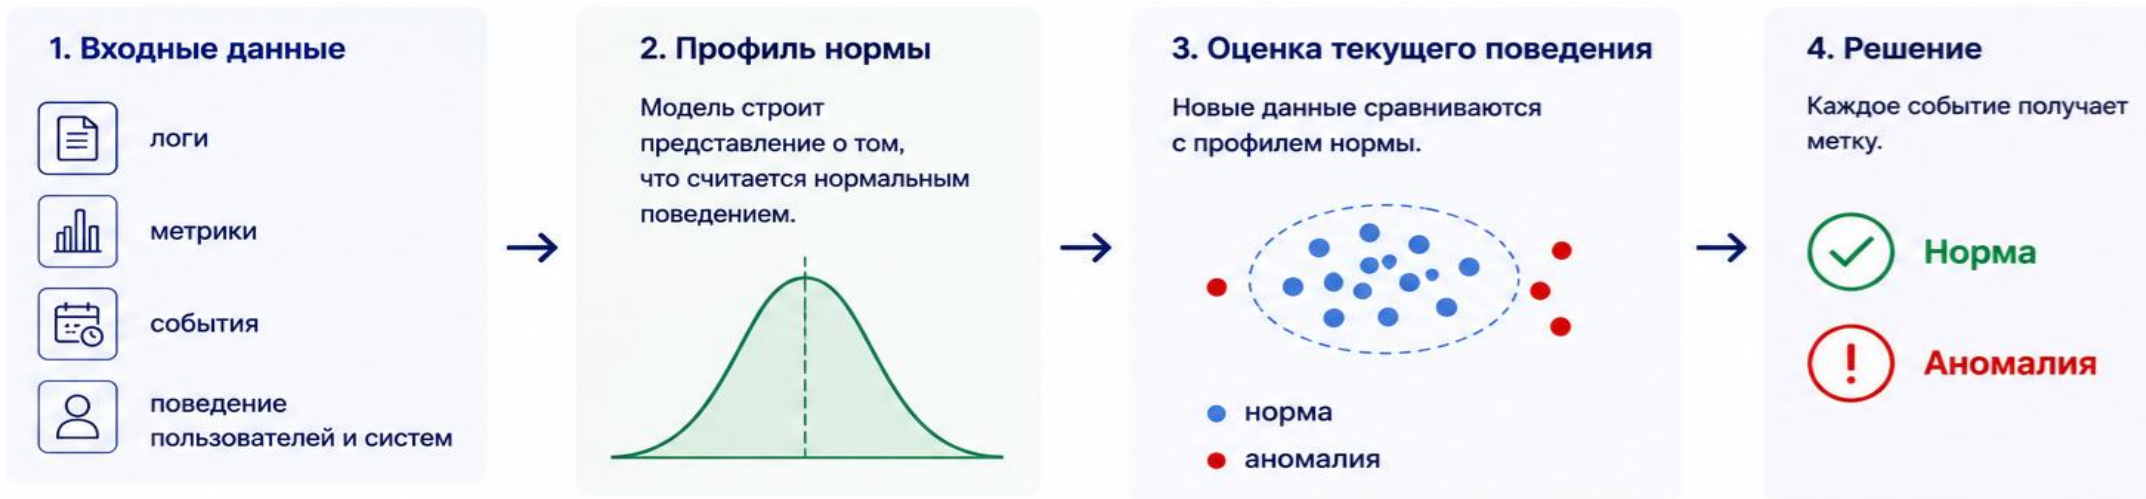 1. Входные данные
логи
метрики
события
поведение
пользователей и систем
2. Профиль нормы
Модель строит
представление о том,
что считается нормальным
поведением.
3. Оценка текущего поведения
Новые данные сравниваются
с профилем нормы.
норма
аномалия
4. Решение
Каждое событие получает
метку.
Норма
Аномалия